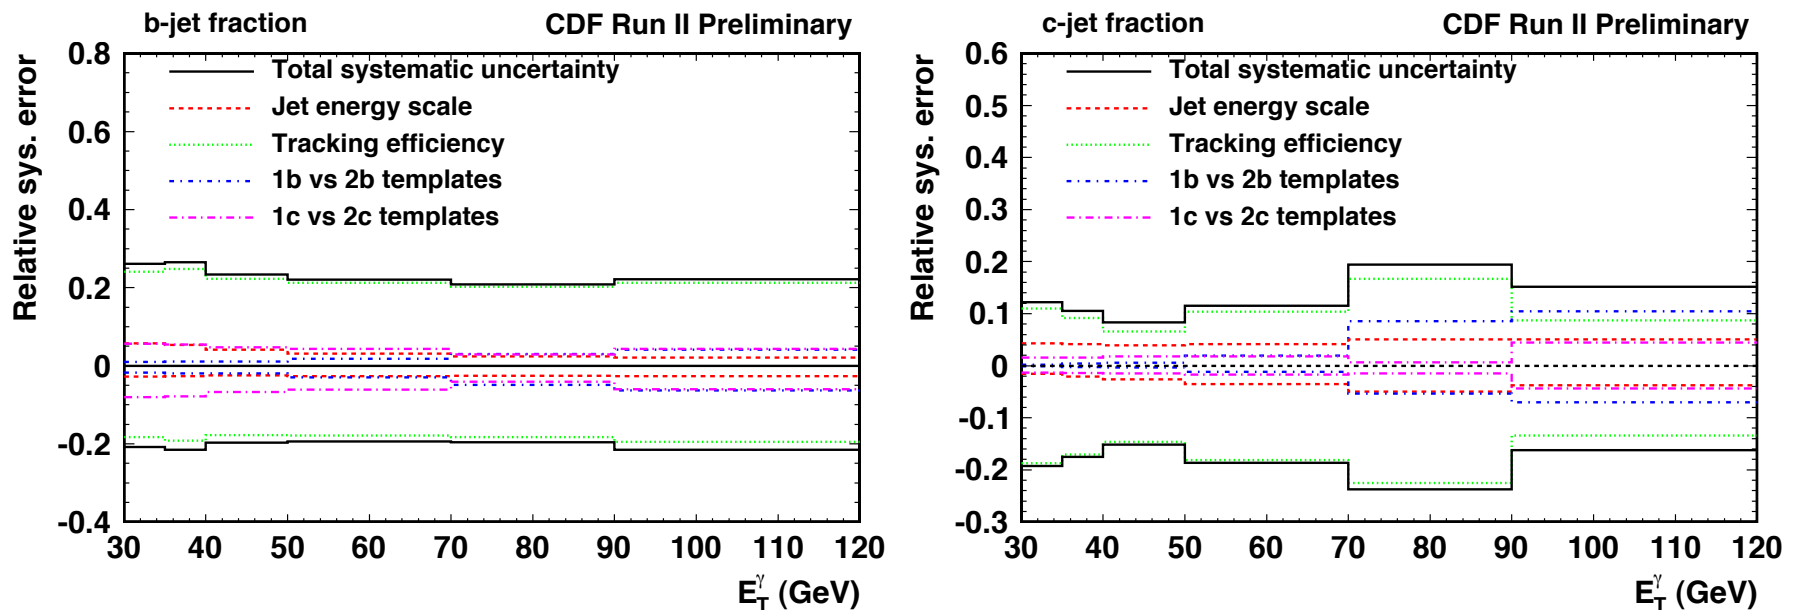 b-jet fraction
CDF Run II Preliminary
Relative sys. error
0.8
0.6
0.4
0.2
0
-0.2
-0.4
Total systematic uncertainty
Jet energy scale
Tracking efficiency
1b vs 2b templates
1c vs 2c templates
30 40 50 60 70 80 90 100 110 120
E_T^γ (GeV)
c-jet fraction
CDF Run II Preliminary
Relative sys. error
0.6
0.5
0.4
0.3
0.2
0.1
0
-0.1
-0.2
-0.3
Total systematic uncertainty
Jet energy scale
Tracking efficiency
1b vs 2b templates
1c vs 2c templates
30 40 50 60 70 80 90 100 110 120
E_T^γ (GeV)